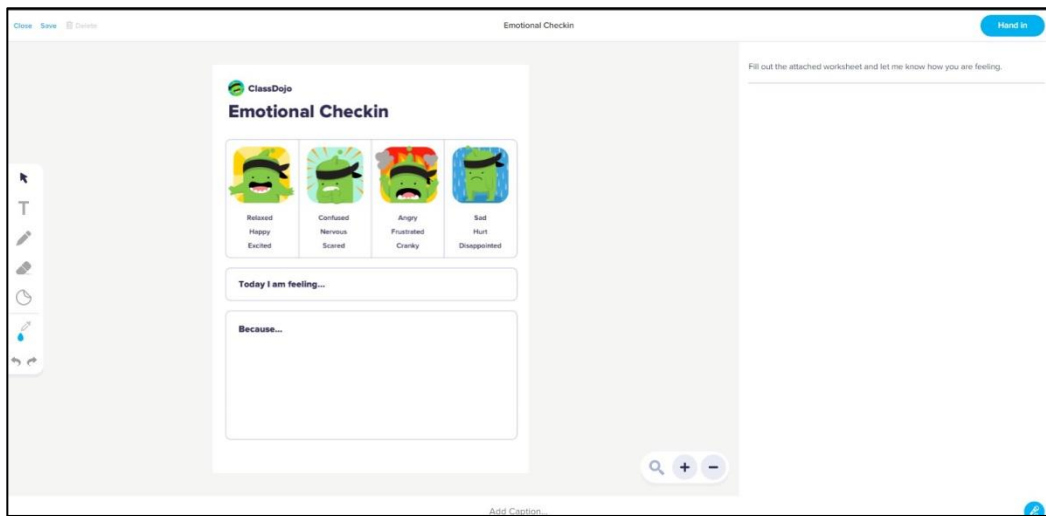 Close Save Delete
Emotional Checkin
Hand in
Fill out the attached worksheet and let me know how you are feeling.
ClassDojo
Emotional Checkin
Relaxed
Happy
Excited
Confused
Nervous
Scared
Angry
Frustrated
Cranky
Sad
Hurt
Disappointed
Today I am feeling...
Because...
T
Add Caption...